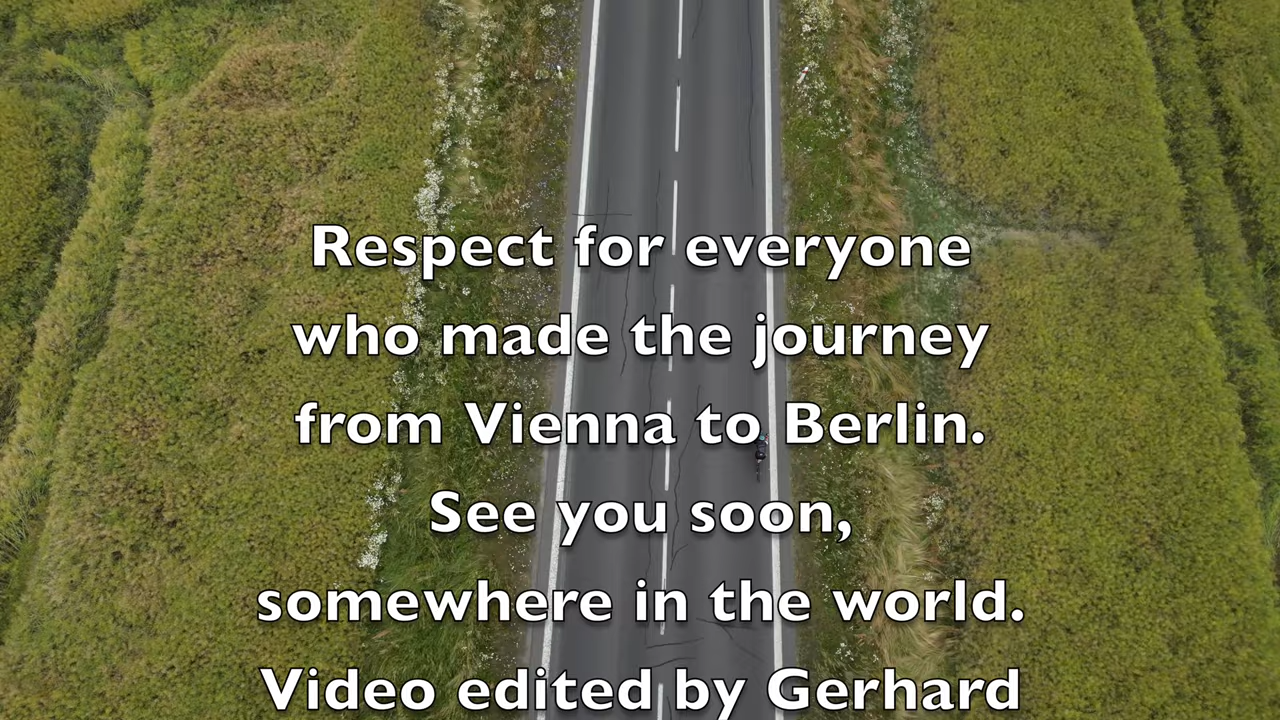 Respect for everyone
who made the journey
from Vienna to Berlin.
See you soon,
somewhere in the world.
Video edited by Gerhard